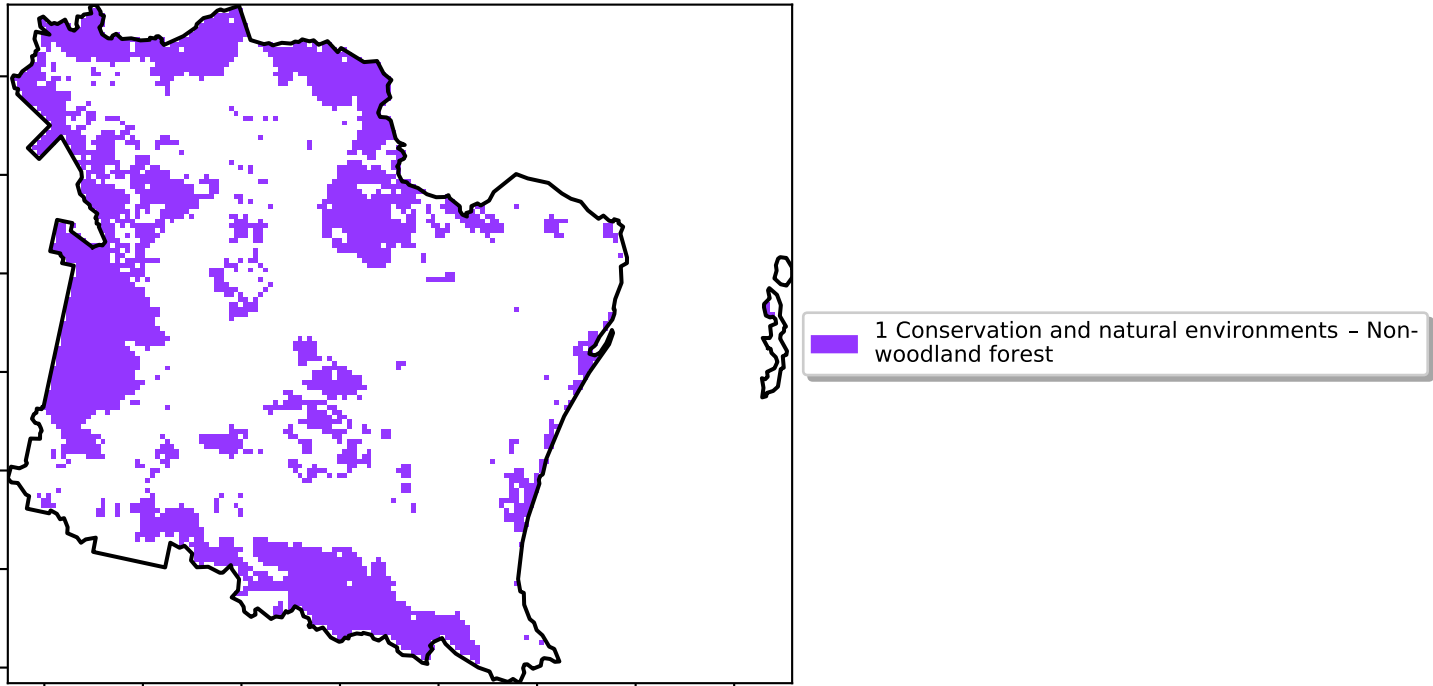 1 Conservation and natural environments – Non-
woodland forest